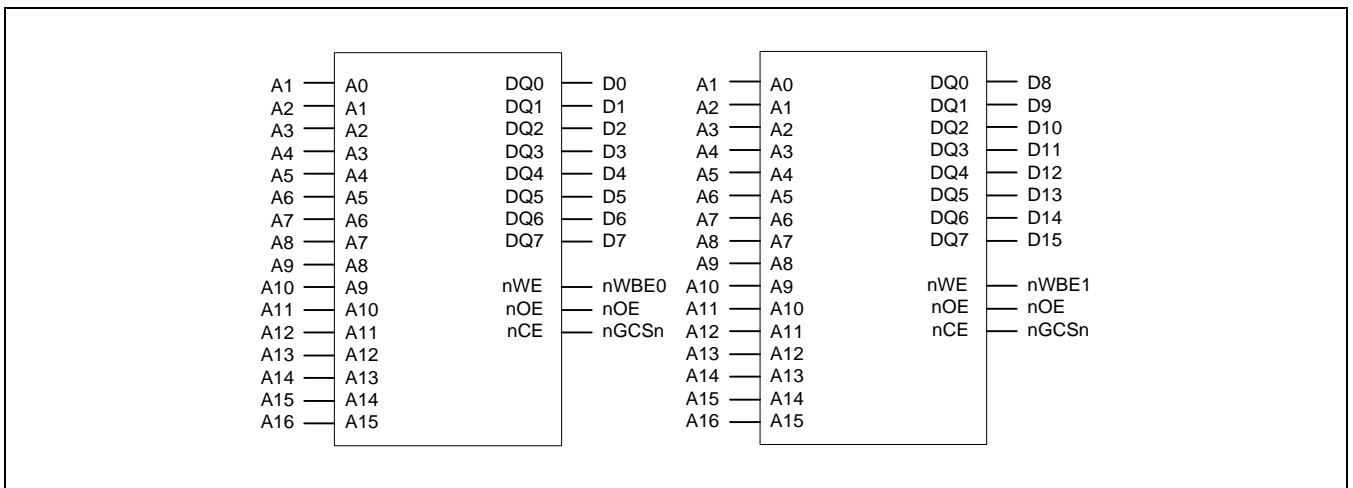 A1 A0 DQ0 D0
A2 A1 DQ1 D1
A3 A2 DQ2 D2
A4 A3 DQ3 D3
A5 A4 DQ4 D4
A6 A5 DQ5 D5
A7 A6 DQ6 D6
A8 A7 DQ7 D7
A9 A8
A10 A9 nWE nWBE0
A11 A10 nOE nOE
A12 A11 nCE nGCSn
A13 A12
A14 A13
A15 A14
A16 A15
A1 A0 DQ0 D8
A2 A1 DQ1 D9
A3 A2 DQ2 D10
A4 A3 DQ3 D11
A5 A4 DQ4 D12
A6 A5 DQ5 D13
A7 A6 DQ6 D14
A8 A7 DQ7 D15
A9 A8
A10 A9 nWE nWBE1
A11 A10 nOE nOE
A12 A11 nCE nGCSn
A13 A12
A14 A13
A15 A14
A16 A15